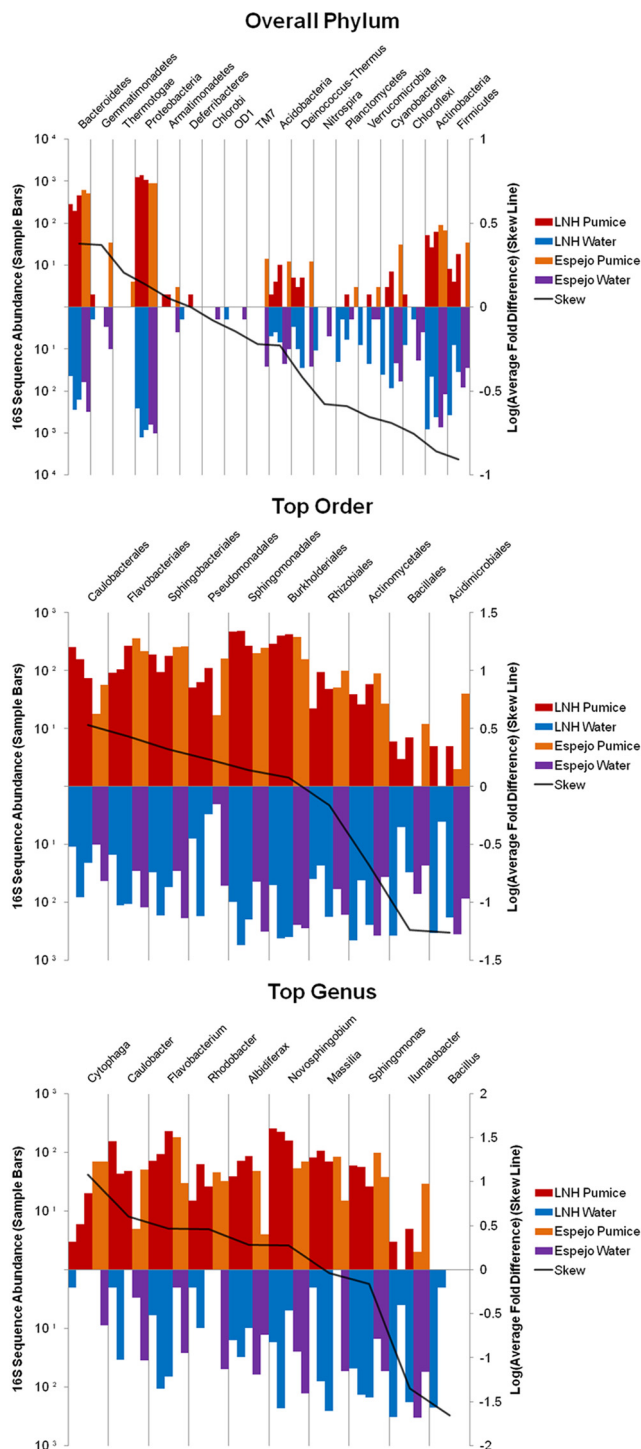 Overall Phylum
Bacteroidetes
Gemmatimonadetes
Thermotogae
Proteobacteria
Armatimonadetes
Deferribacteres
Chlorobi
OD1
TM7
Acidobacteria
Deinococcus-Thermus
Nitrospira
Planctomycetes
Verrucomicrobia
Cyanobacteria
Chloroflexi
Actinobacteria
Firmicutes
16S Sequence Abundance (Sample Bars)
10⁴
10³
10²
10¹
10¹
10²
10³
10⁴
1
0.5
0
-0.5
-1
Log(Average Fold Difference) (Skew Line)
LNH Pumice
LNH Water
Espejo Pumice
Espejo Water
Skew
Top Order
Caulobacterales
Flavobacteriales
Sphingobacteriales
Pseudomonadales
Sphingomonadales
Burkholderiales
Rhizobiales
Actinomycetales
Bacillales
Acidimicrobiales
16S Sequence Abundance (Sample Bars)
10³
10²
10¹
10¹
10²
10³
1.5
1
0.5
0
-0.5
-1
-1.5
Log(Average Fold Difference) (Skew Line)
LNH Pumice
LNH Water
Espejo Pumice
Espejo Water
Skew
Top Genus
Cytophaga
Caulobacter
Flavobacterium
Rhodobacter
Albidiferax
Novosphingobium
Massilia
Sphingomonas
Ilumatobacter
Bacillus
16S Sequence Abundance (Sample Bars)
10³
10²
10¹
10¹
10²
10³
2
1.5
1
0.5
0
-0.5
-1
-1.5
-2
Log(Average Fold Difference) (Skew Line)
LNH Pumice
LNH Water
Espejo Pumice
Espejo Water
Skew